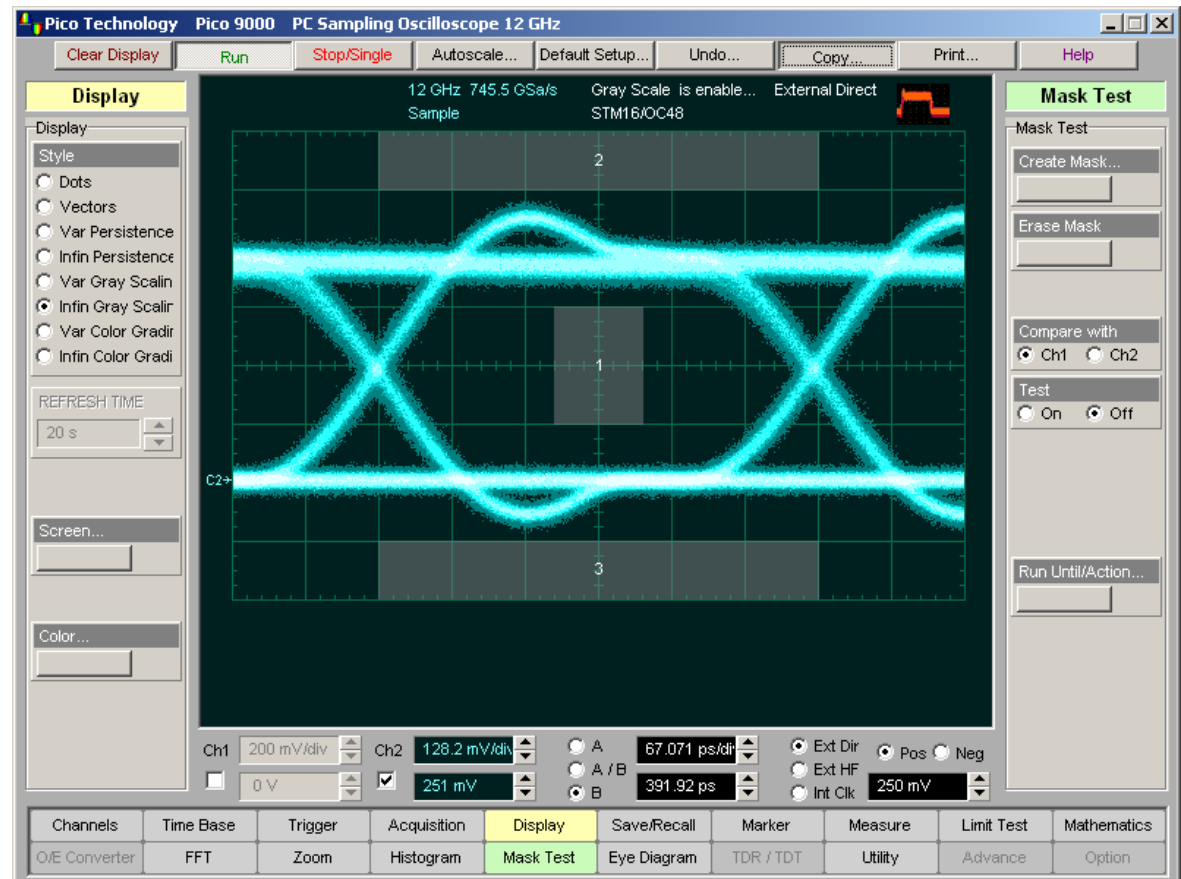 Pico Technology Pico 9000 PC Sampling Oscilloscope 12 GHz
Clear Display Run Stop/Single Autoscale... Default Setup... Undo... Copy... Print... Help
Display
Display
Style
Dots
Vectors
Var Persistence
Infin Persistence
Var Gray Scalin
Infin Gray Scalin
Var Color Gradin
Infin Color Gradi
REFRESH TIME
20 s
Screen...
Color...
12 GHz 745.5 GSa/s Gray Scale is enable... External Direct
Sample STM16/OC48
2
1
C2→
3
Mask Test
Mask Test
Create Mask...
Erase Mask
Compare with
Ch1 Ch2
Test
On Off
Run Until/Action...
Ch1 200 mV/div Ch2 128.2 mV/div A 67.071 ps/div Ext Dir Pos Neg
A / B Ext HF
0 V 251 mV B 391.92 ps Int Clk 250 mV
Channels Time Base Trigger Acquisition Display Save/Recall Marker Measure Limit Test Mathematics
O/E Converter FFT Zoom Histogram Mask Test Eye Diagram TDR / TDT Utility Advance Option